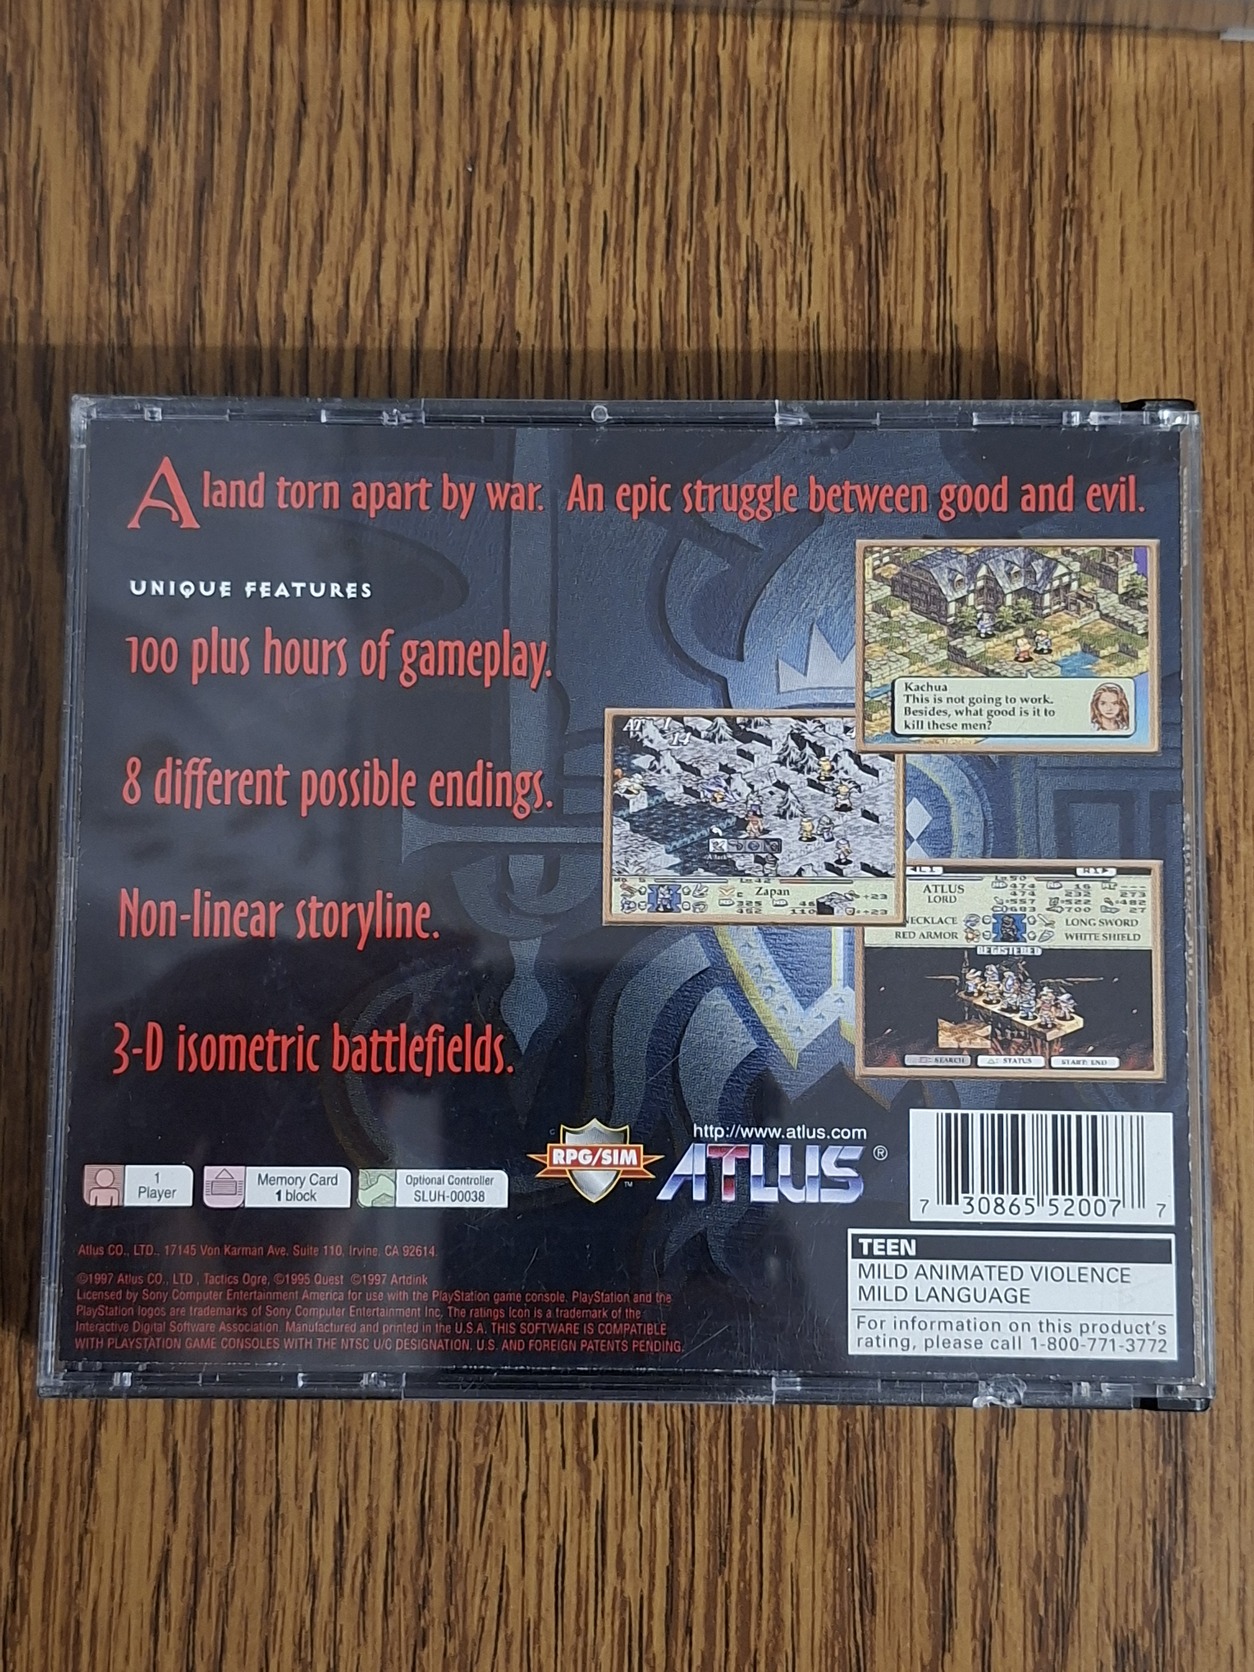 A land torn apart by war. An epic struggle between good and evil.
UNIQUE FEATURES
100 plus hours of gameplay.
8 different possible endings.
Non-linear storyline.
3-D isometric battlefields.
Kachua
This is not going to work.
Besides, what good is it to
kill these men?
Zapan
ATLUS
LORD
NECKLACE
RED ARMOR
LONG SWORD
WHITE SHIELD
REGISTERED
SEARCH
STATUS
START: END
1
Player
Memory Card
1 block
Optional Controller
SLUH-00038
RPG/SIM
TM
http://www.atlus.com
ATLUS®
7 30865 52007 7
TEEN
MILD ANIMATED VIOLENCE
MILD LANGUAGE
For information on this product's
rating, please call 1-800-771-3772
Atlus CO., LTD., 17145 Von Karman Ave. Suite 110, Irvine, CA 92614.
©1997 Atlus CO., LTD., Tactics Ogre, ©1995 Quest ©1997 Artdink
Licensed by Sony Computer Entertainment America for use with the PlayStation game console. PlayStation and the
PlayStation logos are trademarks of Sony Computer Entertainment Inc. The ratings Icon is a trademark of the
Interactive Digital Software Association. Manufactured and printed in the U.S.A. THIS SOFTWARE IS COMPATIBLE
WITH PLAYSTATION GAME CONSOLES WITH THE NTSC U/C DESIGNATION. U.S. AND FOREIGN PATENTS PENDING.